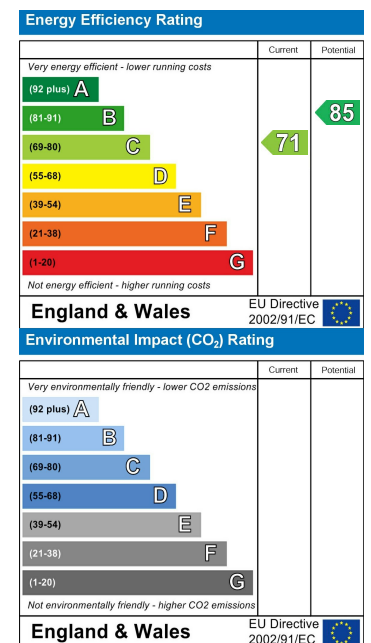 Energy Efficiency Rating
Current Potential
Very energy efficient - lower running costs
(92 plus) A
(81-91) B
85
(69-80) C
71
(55-68) D
(39-54) E
(21-38) F
(1-20) G
Not energy efficient - higher running costs
England & Wales
EU Directive
2002/91/EC
Environmental Impact (CO₂) Rating
Current Potential
Very environmentally friendly - lower CO2 emissions
(92 plus) A
(81-91) B
(69-80) C
(55-68) D
(39-54) E
(21-38) F
(1-20) G
Not environmentally friendly - higher CO2 emissions
England & Wales
EU Directive
2002/91/EC